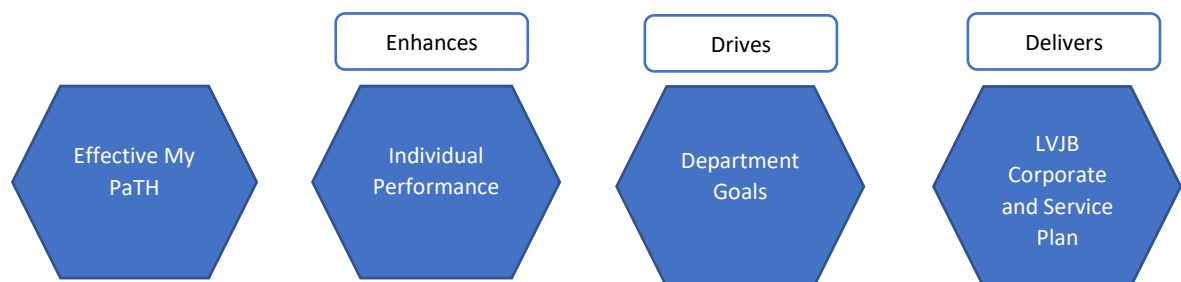 Enhances
Drives
Delivers
Effective My
PaTH
Individual
Performance
Department
Goals
LVJB
Corporate
and Service
Plan